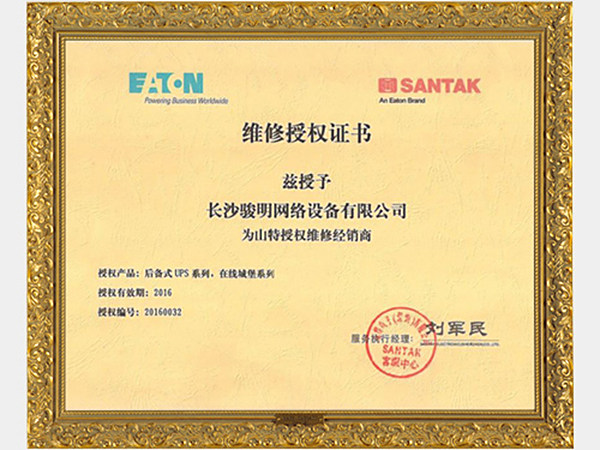 EATON
Powering Business Worldwide
SANTAK
An Eaton Brand
维修授权证书
兹授予
长沙骏明网络设备有限公司
为山特授权维修经销商
授权产品：后备式 UPS 系列，在线城堡系列
授权有效期：2016
授权编号：20160032
服务执行经理：
刘军民
SANTAK
客服中心